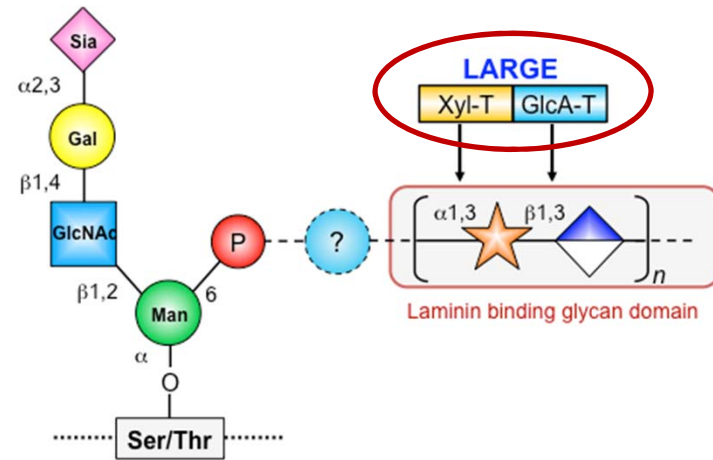 Sia
α2,3
Gal
β1,4
GlcNAc
β1,2
Man
α
O
Ser/Thr
6
P
?
LARGE
Xyl-T GlcA-T
α1,3 β1,3
n
Laminin binding glycan domain